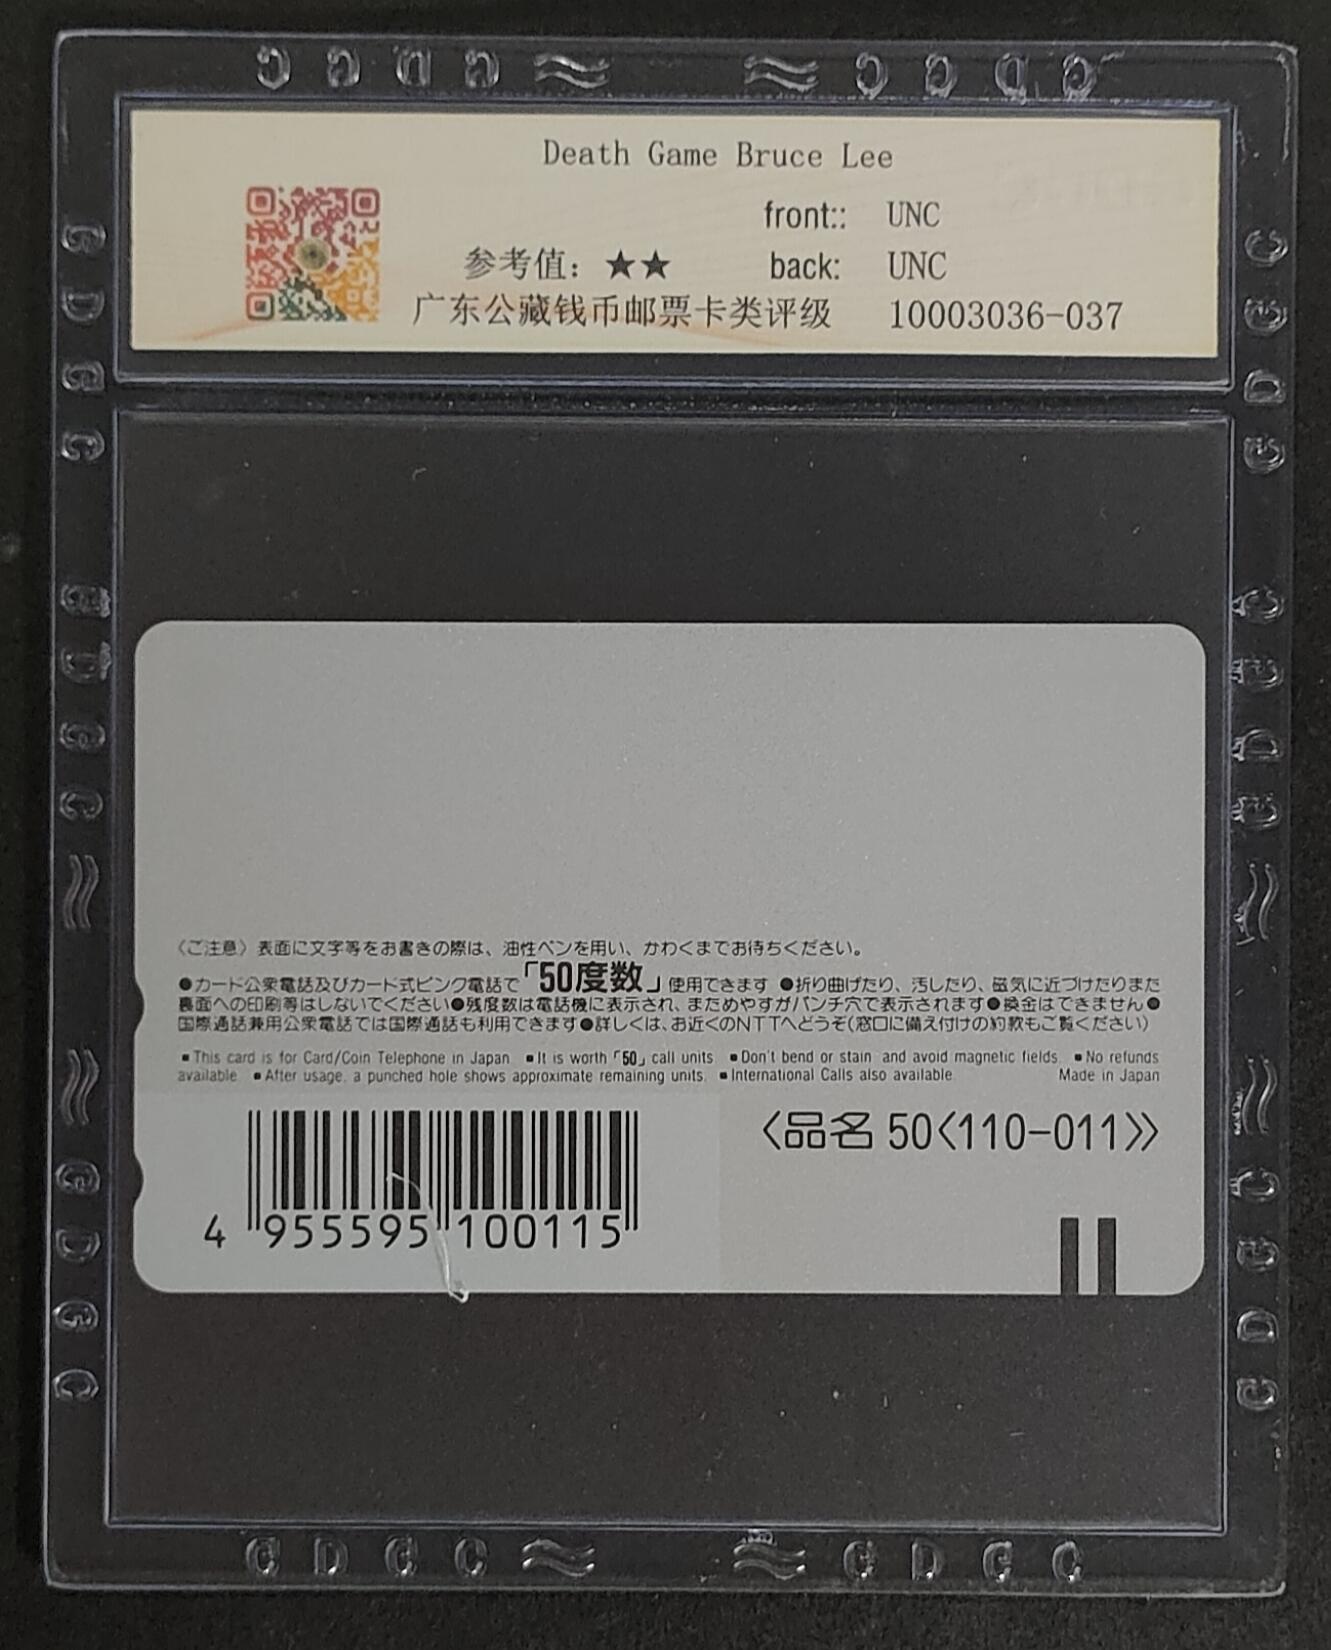 G D G C ≈ ≈ G D G C
Death Game Bruce Lee
front:: UNC
参考值：★★ back: UNC
广东公藏钱币邮票卡类评级 10003036-037
〈ご注意〉表面に文字等をお書きの際は、油性ペンを用い、かわくまでお待ちください。
●カード公衆電話及びカード式ピンク電話で「50度数」使用できます ●折り曲げたり、汚したり、磁気に近づけたりまた
裏面への印刷等はしないでください●残度数は電話機に表示され、まためやすがパンチ穴で表示されます●換金はできません●
国際通話兼用公衆電話では国際通話も利用できます●詳しくは、お近くのNTTへどうぞ(窓口に備え付けの約款もご覧ください)
▪This card is for Card/Coin Telephone in Japan. ▪It is worth「50」call units. ▪Don't bend or stain, and avoid magnetic fields. ▪No refunds
available. ▪After usage, a punched hole shows approximate remaining units. ▪International Calls also available. Made in Japan
〈品名 50〈110-011〉〉
4 955595 100115
G D G C ≈ ≈ G D G C